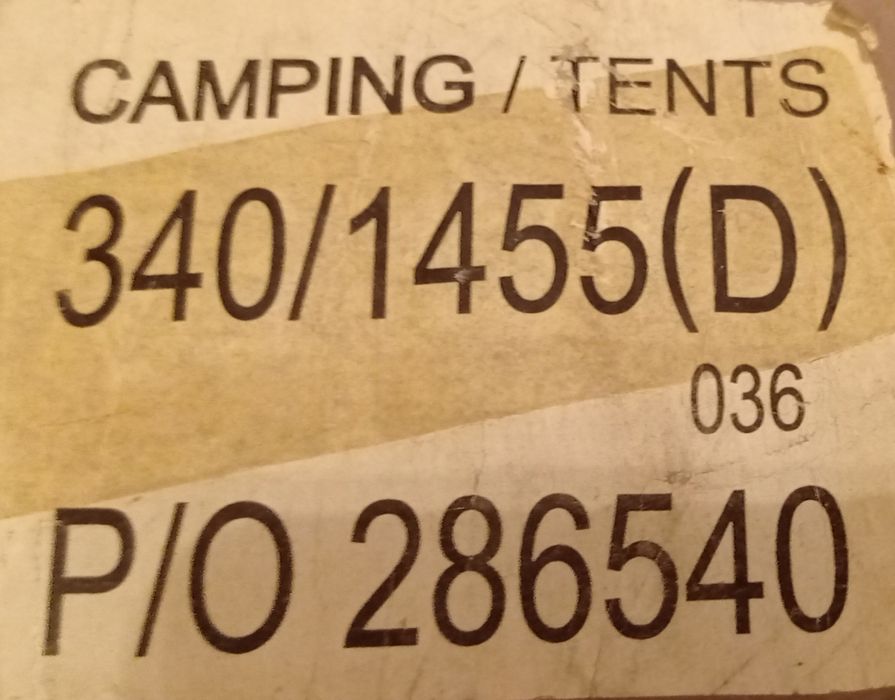 CAMPING / TENTS
340/1455(D)
036
P/O 286540